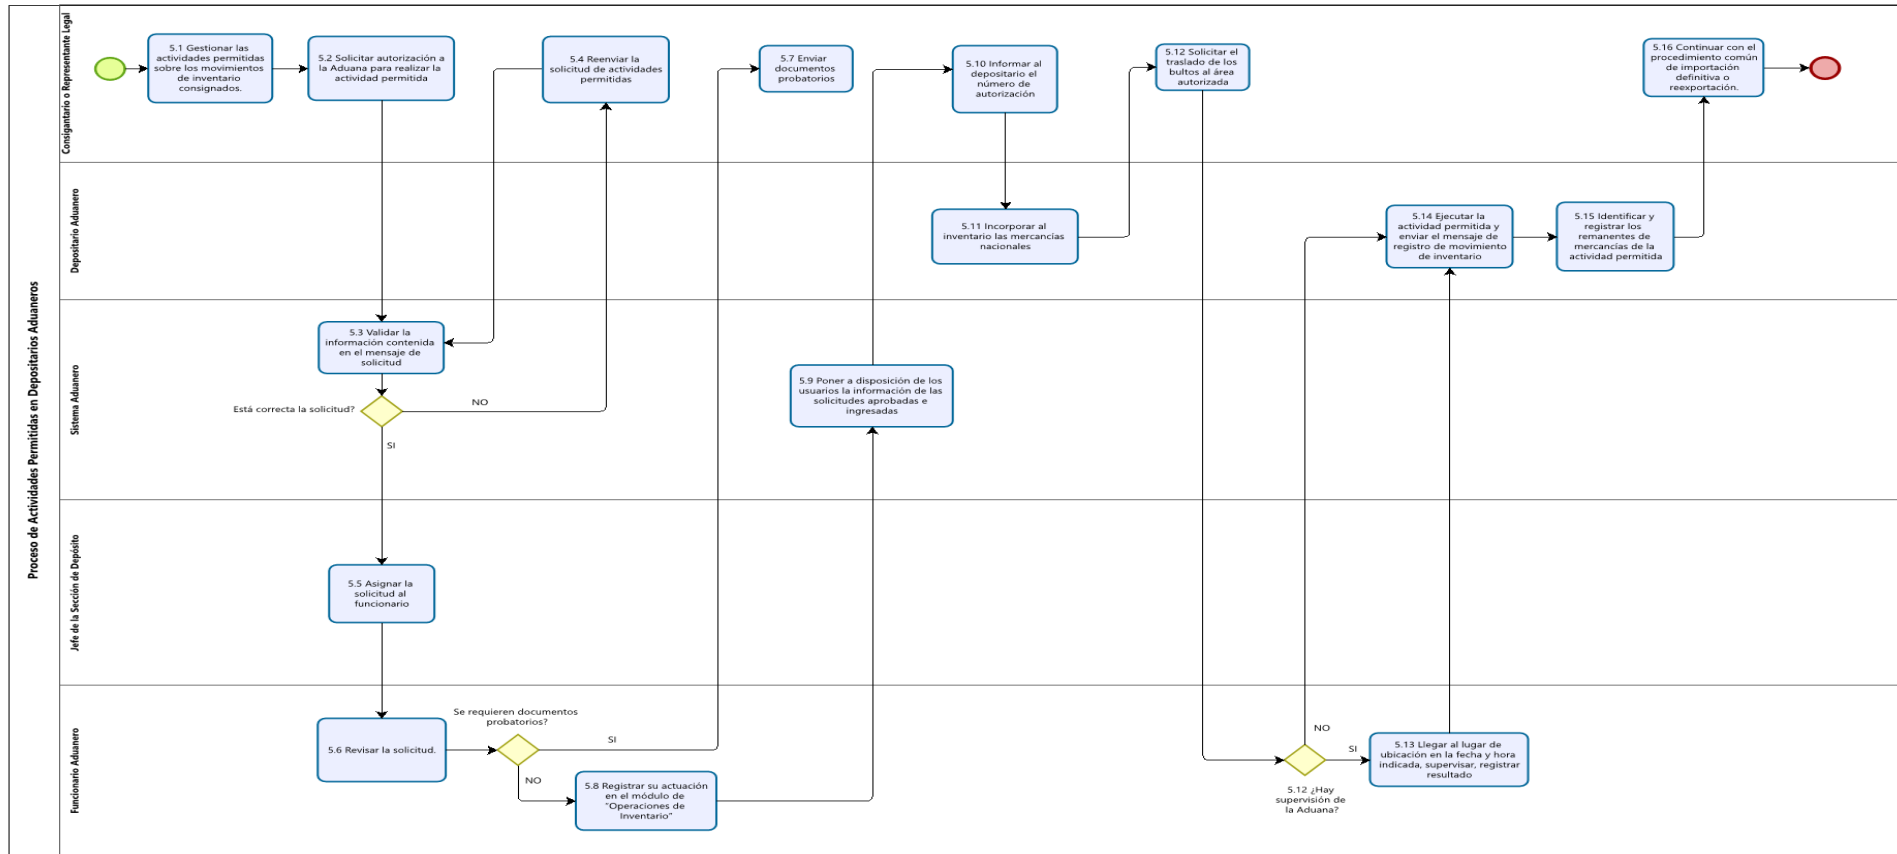 Proceso de Actividades Permitidas en Depositarios Aduaneros
Consigantario o Representante Legal
5.1 Gestionar las
actividades permitidas
sobre los movimientos
de inventario
consignados.
5.2 Solicitar autorización a
la Aduana para realizar la
actividad permitida
5.4 Reenviar la
solicitud de actividades
permitidas
5.7 Enviar
documentos
probatorios
5.10 Informar al
depositario el
número de
autorización
5.12 Solicitar el
traslado de los
bultos al área
autorizada
5.16 Continuar con el
procedimiento común
de importación
definitiva o
reexportación.
Depositario Aduanero
5.11 Incorporar al
inventario las mercancías
nacionales
5.14 Ejecutar la
actividad permitida y
enviar el mensaje de
registro de movimiento
de inventario
5.15 Identificar y
registrar los
remanentes de
mercancías de la
actividad permitida
Sistema Aduanero
5.3 Validar la
información contenida
en el mensaje de
solicitud
Está correcta la solicitud?
NO
SI
5.9 Poner a disposición de los
usuarios la información de las
solicitudes aprobadas e
ingresadas
Jefe de la Sección de Depósito
5.5 Asignar la
solicitud al
funcionario
Funcionario Aduanero
5.6 Revisar la solicitud.
Se requieren documentos
probatorios?
SI
NO
5.8 Registrar su actuación
en el módulo de
"Operaciones de
Inventario"
NO
SI
5.12 ¿Hay
supervisión de
la Aduana?
5.13 Llegar al lugar de
ubicación en la fecha y hora
indicada, supervisar, registrar
resultado